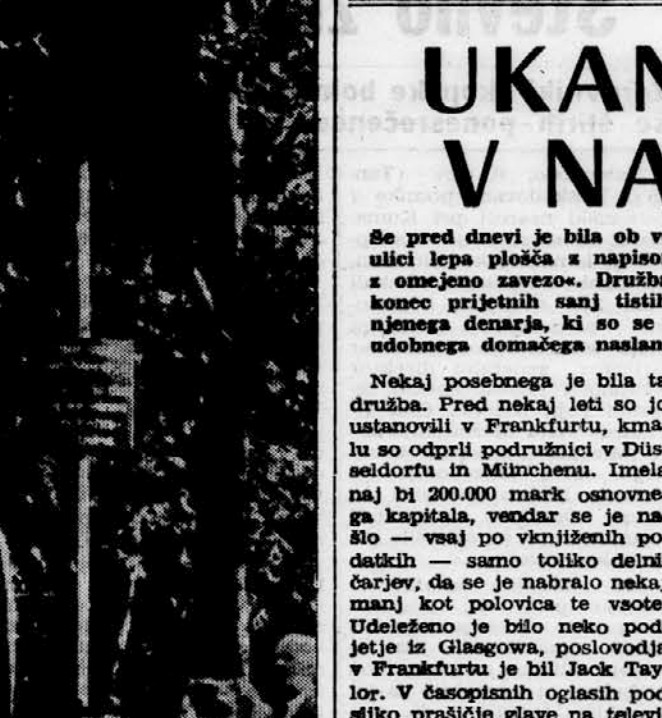 UKAN
V NA
Še pred dnevi je bila ob v
ulici lepa plošča z napiso
z omejeno zavezo«. Družb
konec prijetnih sanj tistih
njenega denarja, ki so se
udobnega domačega naslan
Nekaj posebnega je bila ta
družba. Pred nekaj leti so jo
ustanovili v Frankfurtu, kma
lu so odprli podružnici v Düs
seldorfu in Münchenu. Imela
naj bi 200.000 mark osnovne
ga kapitala, vendar se je na
šlo — vsaj po vknjiženih po
datkih — samo toliko delni
čarjev, da se je nabralo nekaj
manj kot polovica te vsote.
Udeleženo je bilo neko pod
jetje iz Glasgowa, poslovodja
v Frankfurtu je bil Jack Tay
lor. V časopisnih oglasih pod
sliko prašičje glave na televi